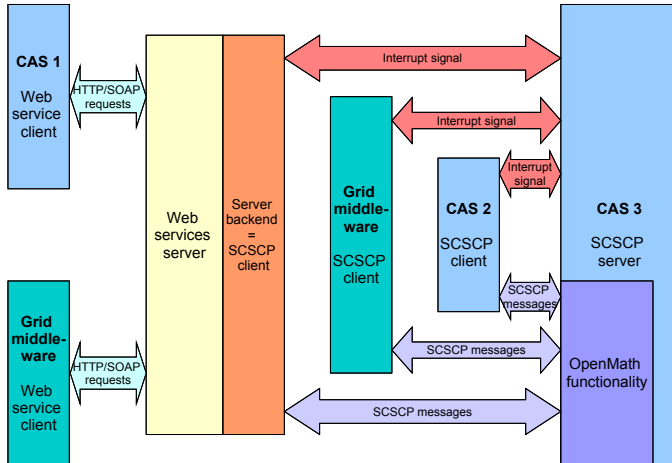 CAS 1
Web
service
client
HTTP/SOAP
requests
Grid
middle-
ware
Web
service
client
HTTP/SOAP
requests
Web
services
server
Server
backend
=
SCSCP
client
Interrupt signal
Interrupt signal
Interrupt
signal
Grid
middle-
ware
SCSCP
client
CAS 2
SCSCP
client
CAS 3
SCSCP
server
SCSCP
messages
SCSCP messages
SCSCP messages
OpenMath
functionality